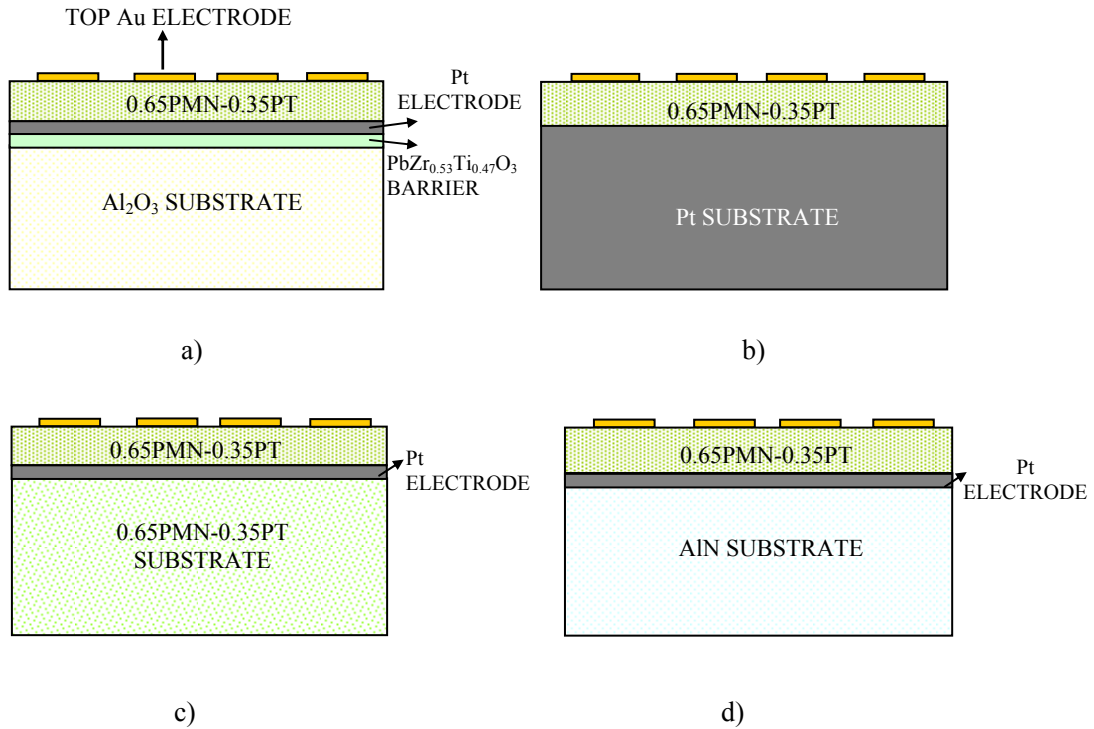 TOP Au ELECTRODE
0.65PMN-0.35PT
Pt
ELECTRODE
PbZr0.53Ti0.47O3
BARRIER
Al2O3 SUBSTRATE
a)
0.65PMN-0.35PT
Pt SUBSTRATE
b)
0.65PMN-0.35PT
Pt
ELECTRODE
0.65PMN-0.35PT
SUBSTRATE
c)
0.65PMN-0.35PT
Pt
ELECTRODE
AlN SUBSTRATE
d)